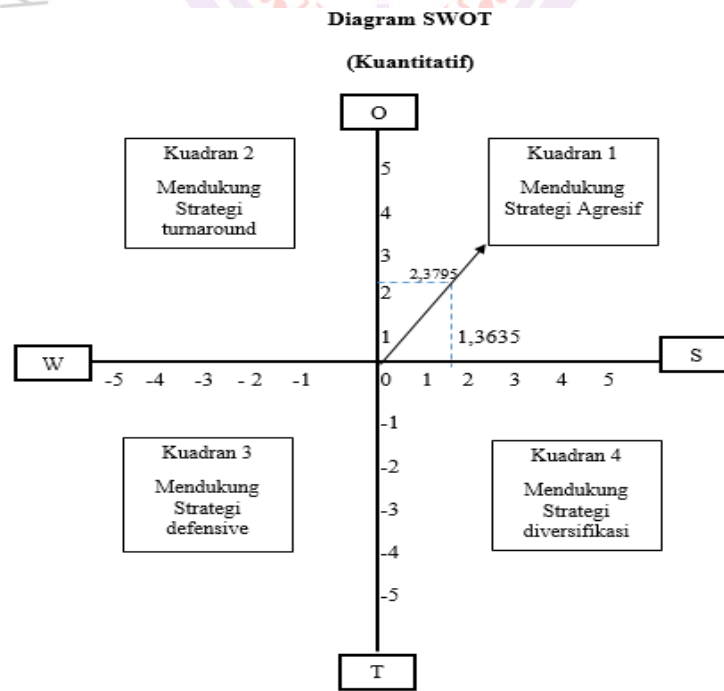 Diagram SWOT
(Kuantitatif)
O
Kuadran 2
Mendukung
Strategi
turnaround
Kuadran 1
Mendukung
Strategi Agresif
5
4
3
2,3795
2
1
1,3635
W
S
-5 -4 -3 - 2 -1 0 1 2 3 4 5
-1
-2
-3
-4
-5
Kuadran 3
Mendukung
Strategi
defensive
Kuadran 4
Mendukung
Strategi
diversifikasi
T